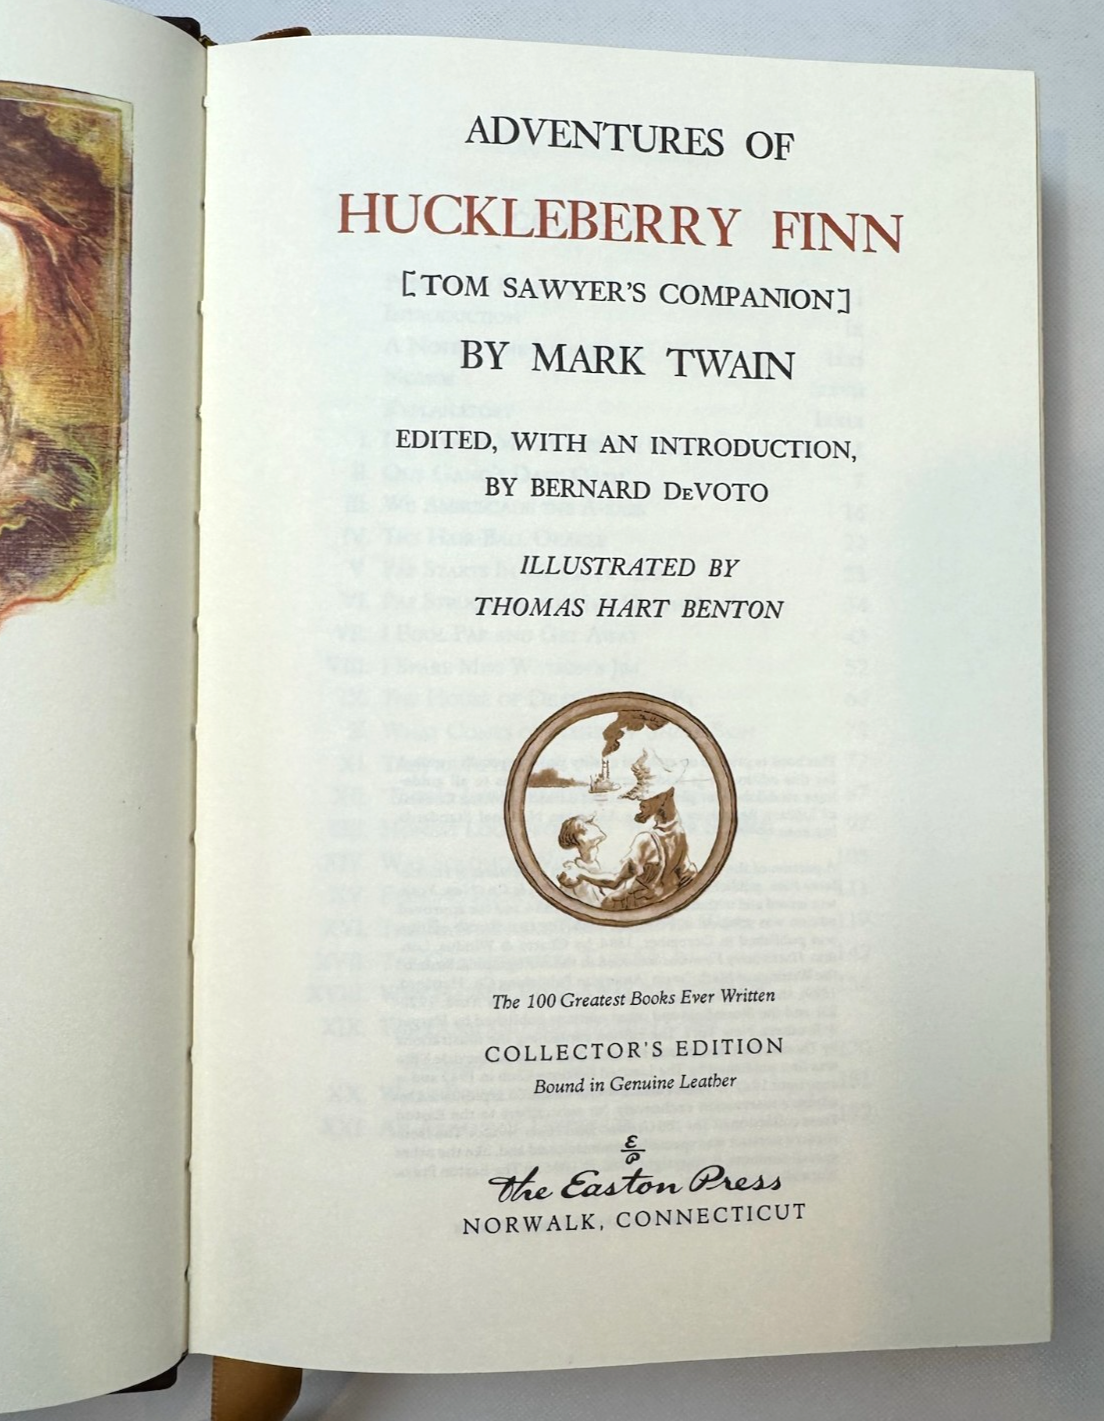 ADVENTURES OF
HUCKLEBERRY FINN
[TOM SAWYER'S COMPANION]
BY MARK TWAIN
EDITED, WITH AN INTRODUCTION,
BY BERNARD DeVOTO
ILLUSTRATED BY
THOMAS HART BENTON
The 100 Greatest Books Ever Written
COLLECTOR'S EDITION
Bound in Genuine Leather
E
P
The Easton Press
NORWALK, CONNECTICUT